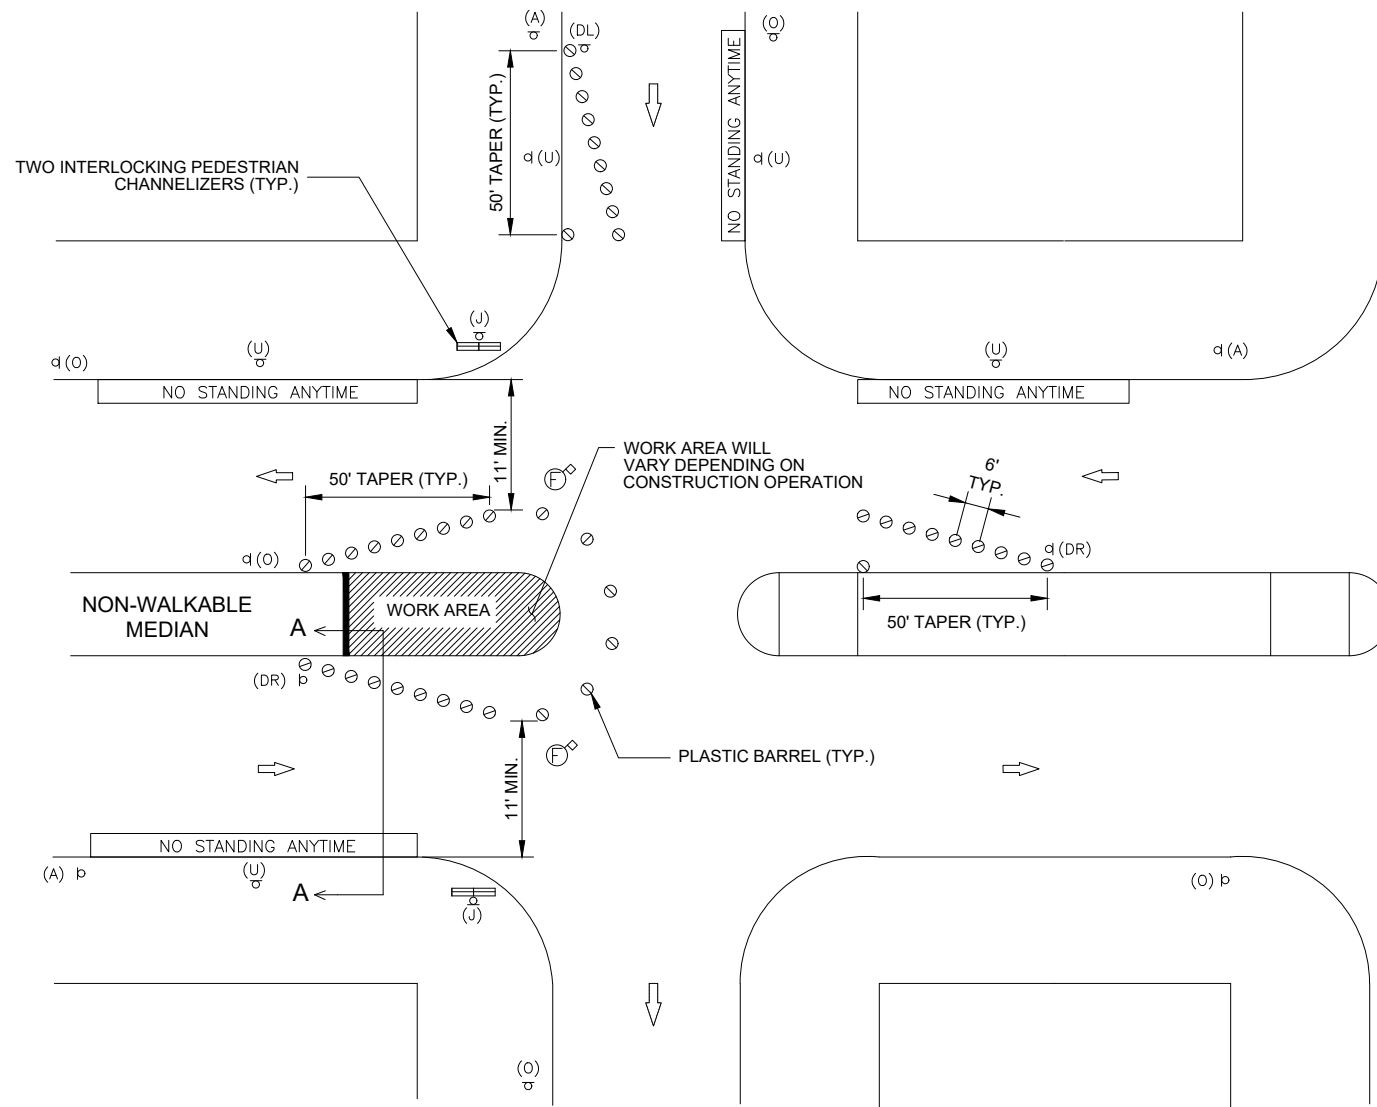 (A)
(DL)
(O)
NO STANDING ANYTIME
50' TAPER (TYP.)
(U)
(U)
TWO INTERLOCKING PEDESTRIAN
CHANNELIZERS (TYP.)
(J)
(O)
(U)
(U)
(A)
NO STANDING ANYTIME
NO STANDING ANYTIME
11' MIN.
WORK AREA WILL
VARY DEPENDING ON
CONSTRUCTION OPERATION
50' TAPER (TYP.)
F
6'
TYP.
(O)
(DR)
NON-WALKABLE
MEDIAN
WORK AREA
A
50' TAPER (TYP.)
(DR)
F
PLASTIC BARREL (TYP.)
11' MIN.
NO STANDING ANYTIME
(A)
(U)
A
(J)
(O)
(O)